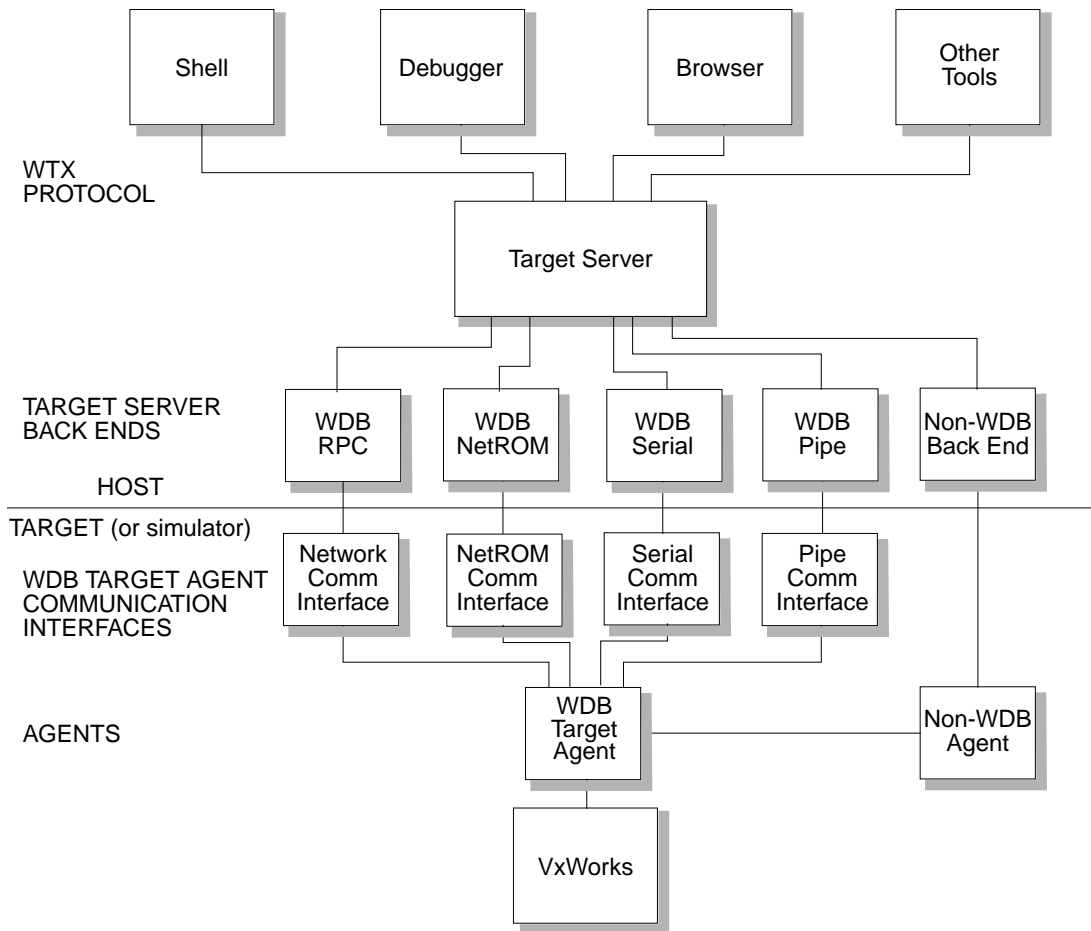 Shell
Debugger
Browser
Other
Tools
WTX
PROTOCOL
Target Server
TARGET SERVER
BACK ENDS
WDB
RPC
WDB
NetROM
WDB
Serial
WDB
Pipe
Non-WDB
Back End
HOST
TARGET (or simulator)
WDB TARGET AGENT
COMMUNICATION
INTERFACES
Network
Comm
Interface
NetROM
Comm
Interface
Serial
Comm
Interface
Pipe
Comm
Interface
AGENTS
WDB
Target
Agent
Non-WDB
Agent
VxWorks